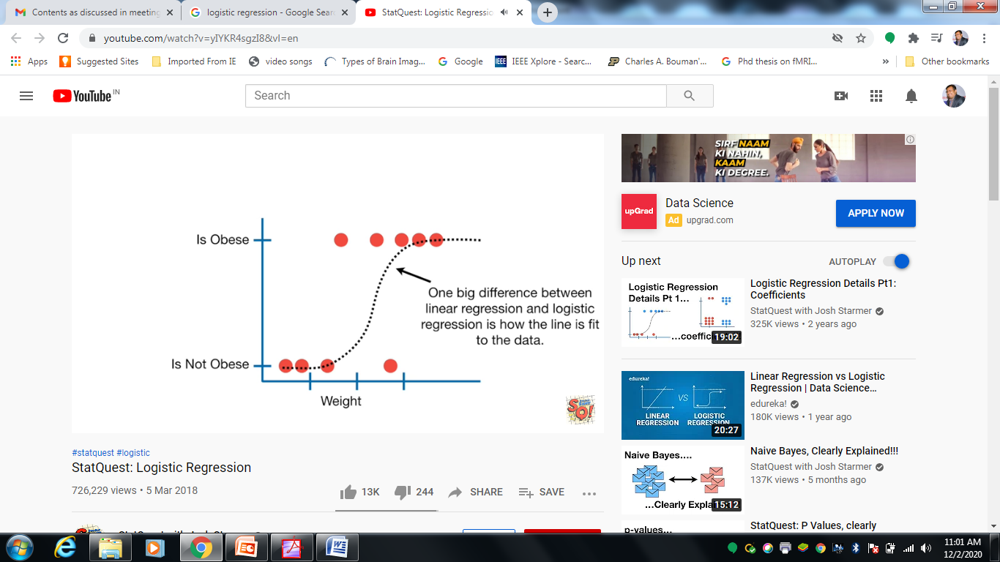 Contents as discussed in meeting
logistic regression - Google Sear
StatQuest: Logistic Regressio
youtube.com/watch?v=yIYKR4sgzI8&vl=en
Apps
Suggested Sites
Imported From IE
video songs
Types of Brain Imag...
Google
IEEE Xplore - Searc...
Charles A. Bouman'...
Phd thesis on fMRI...
»
Other bookmarks
YouTube IN
Search
Is Obese
One big difference between
linear regression and logistic
regression is how the line is fit
to the data.
Is Not Obese
Weight
SQ!
#statquest #logistic
StatQuest: Logistic Regression
726,229 views • 5 Mar 2018
13K
244
SHARE
SAVE
SIRF NAAM
KI NAHIN,
KAAM
KI DEGREE.
upGrad
Data Science
Ad upgrad.com
APPLY NOW
Up next
AUTOPLAY
Logistic Regression
Details Pt 1...
...coeffici
19:02
Logistic Regression Details Pt1:
Coefficients
StatQuest with Josh Starmer
325K views • 2 years ago
edureka!
VS
LINEAR
REGRESSION
LOGISTIC
REGRESSION
20:27
Linear Regression vs Logistic
Regression | Data Science...
edureka!
180K views • 1 year ago
Naive Bayes....
...Clearly Expla
15:12
Naive Bayes, Clearly Explained!!!
StatQuest with Josh Starmer
137K views • 5 months ago
p-values...
StatQuest: P Values, clearly
11:01 AM
12/2/2020